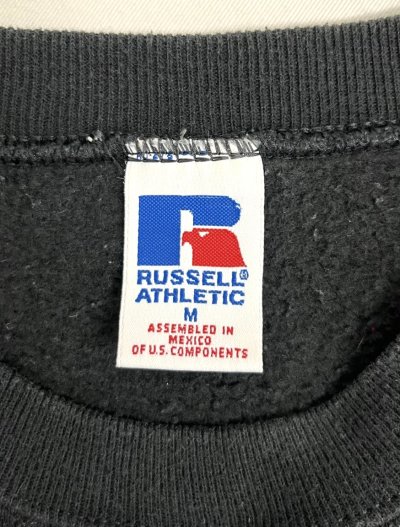 RUSSELL®
ATHLETIC
M
ASSEMBLED IN
MEXICO
OF U.S. COMPONENTS